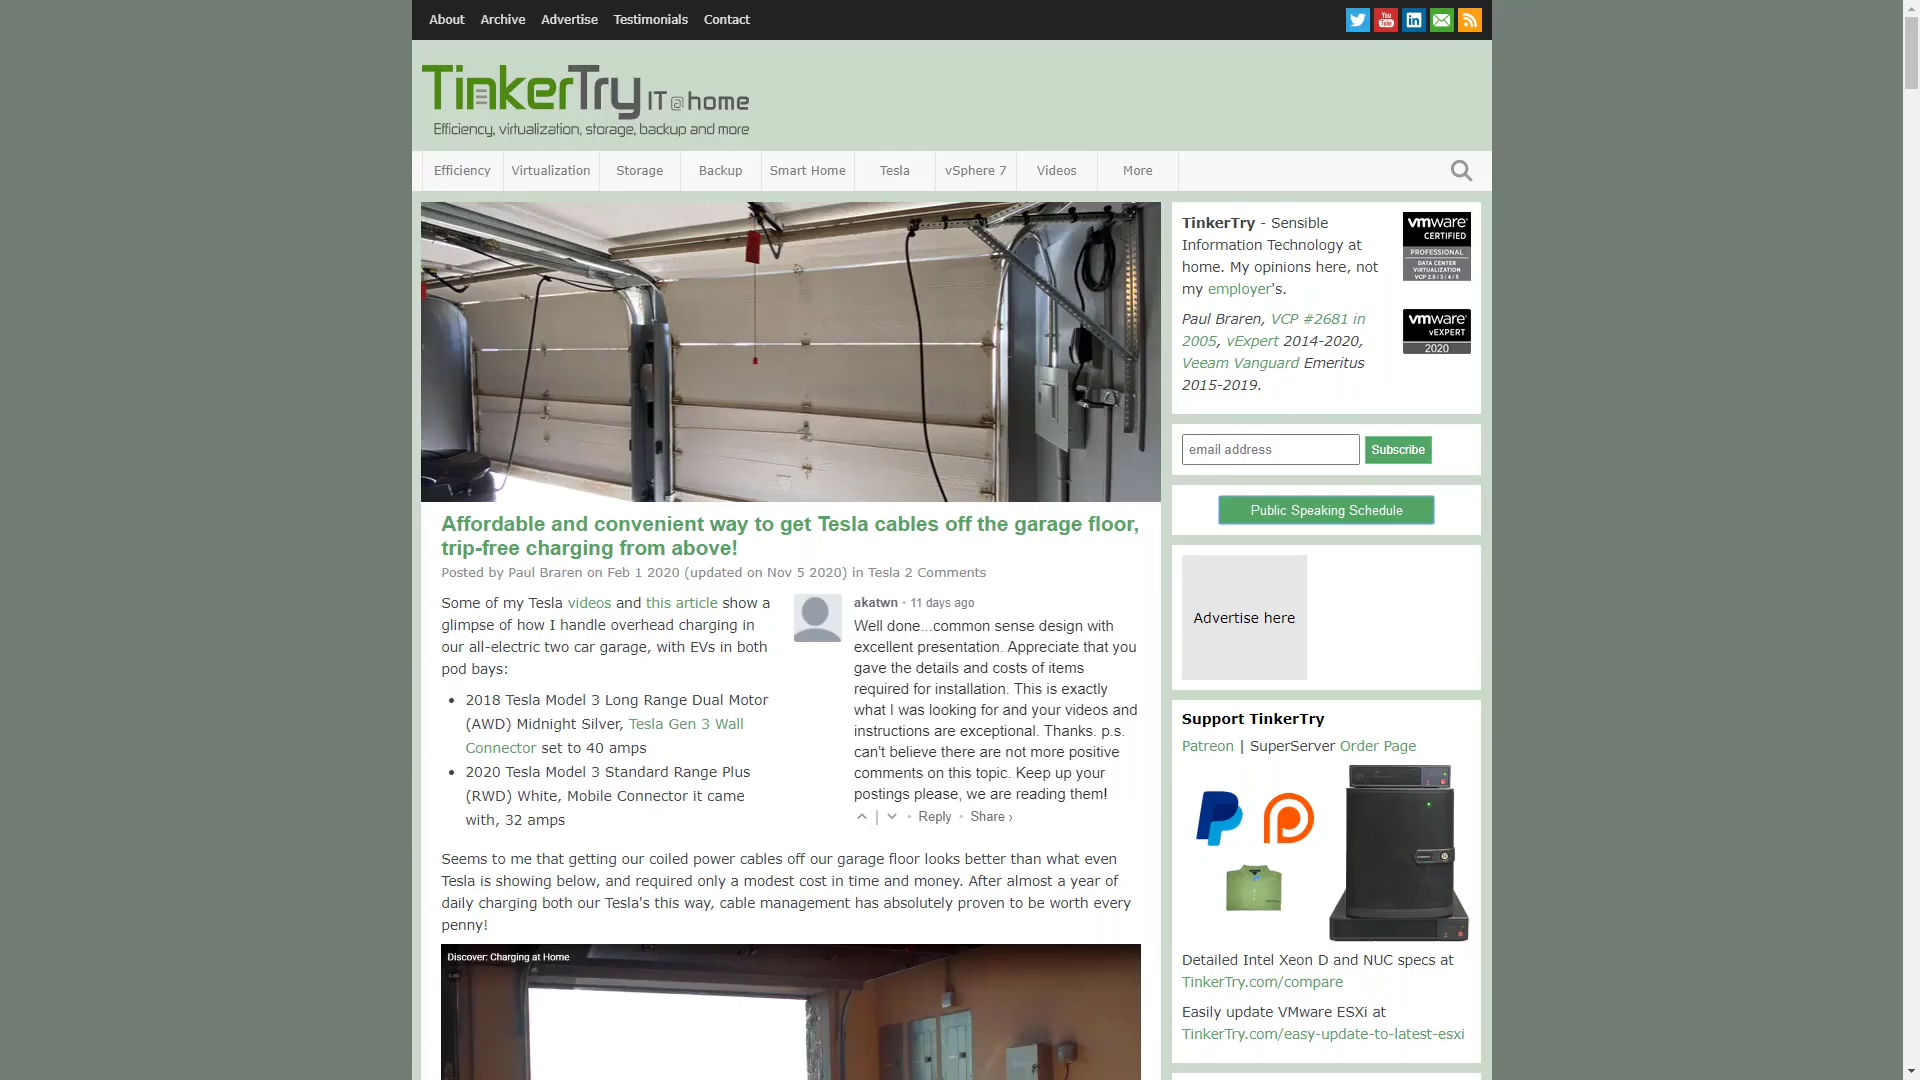 About Archive Advertise Testimonials Contact
TinkerTry IT@home
Efficiency, virtualization, storage, backup and more
Efficiency Virtualization Storage Backup Smart Home Tesla vSphere 7 Videos More
Affordable and convenient way to get Tesla cables off the garage floor,
trip-free charging from above!
Posted by Paul Braren on Feb 1 2020 (updated on Nov 5 2020) in Tesla 2 Comments
Some of my Tesla videos and this article show a
glimpse of how I handle overhead charging in
our all-electric two car garage, with EVs in both
pod bays:
2018 Tesla Model 3 Long Range Dual Motor
(AWD) Midnight Silver, Tesla Gen 3 Wall
Connector set to 40 amps
2020 Tesla Model 3 Standard Range Plus
(RWD) White, Mobile Connector it came
with, 32 amps
akatwn • 11 days ago
Well done...common sense design with
excellent presentation. Appreciate that you
gave the details and costs of items
required for installation. This is exactly
what I was looking for and your videos and
instructions are exceptional. Thanks. p.s.
can't believe there are not more positive
comments on this topic. Keep up your
postings please, we are reading them!
• Reply • Share ›
Seems to me that getting our coiled power cables off our garage floor looks better than what even
Tesla is showing below, and required only a modest cost in time and money. After almost a year of
daily charging both our Tesla's this way, cable management has absolutely proven to be worth every
penny!
Discover: Charging at Home
TinkerTry - Sensible
Information Technology at
home. My opinions here, not
my employer's.
vmware
CERTIFIED
PROFESSIONAL
DATA CENTER
VIRTUALIZATION
VCP 2.5 / 3 / 4 / 5
Paul Braren, VCP #2681 in
2005, vExpert 2014-2020,
Veeam Vanguard Emeritus
2015-2019.
vmware
vEXPERT
2020
email address Subscribe
Public Speaking Schedule
Advertise here
Support TinkerTry
Patreon | SuperServer Order Page
Detailed Intel Xeon D and NUC specs at
TinkerTry.com/compare
Easily update VMware ESXi at
TinkerTry.com/easy-update-to-latest-esxi